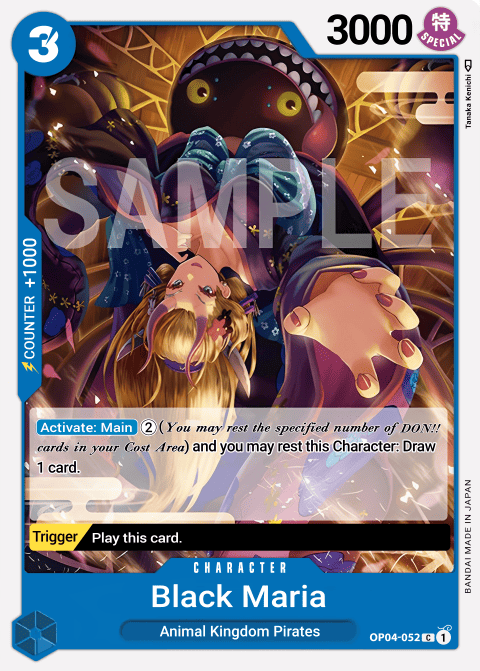 3
3000
特
SPECIAL
Tanaka Kenichi
SAMPLE
COUNTER +1000
Activate: Main ② (You may rest the specified number of DON!!
cards in your Cost Area) and you may rest this Character: Draw
1 card.
Trigger Play this card.
BANDAI MADE IN JAPAN
CHARACTER
Black Maria
Animal Kingdom Pirates
OP04-052 C 1